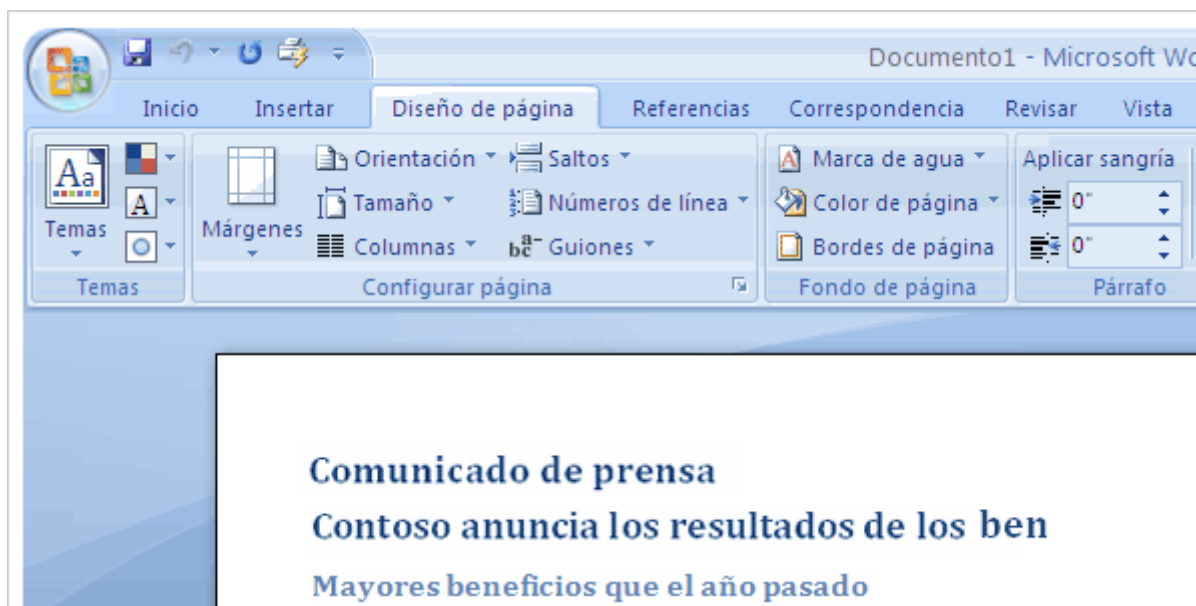 Documento1 - Microsoft Wo
Inicio Insertar Diseño de página Referencias Correspondencia Revisar Vista
Aa Orientación Saltos Marca de agua Aplicar sangría
A Tamaño Números de línea Color de página 0"
Temas Márgenes Columnas Guiones Bordes de página 0"
Temas Configurar página Fondo de página Párrafo
Comunicado de prensa
Contoso anuncia los resultados de los ben
Mayores beneficios que el año pasado